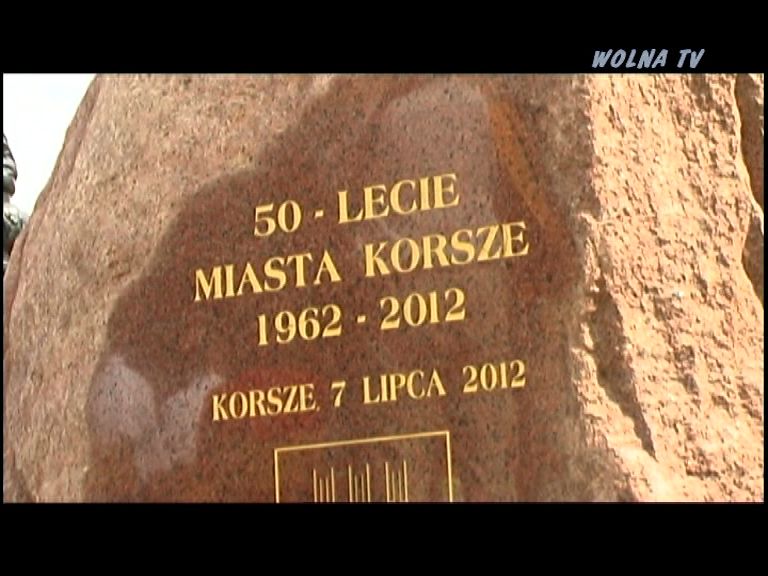 WOLNA TV
50 - LECIE
MIASTA KORSZE
1962 - 2012
KORSZE, 7 LIPCA 2012